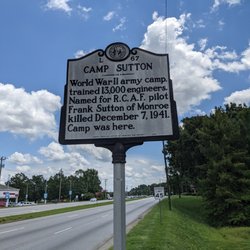 L 67
CAMP SUTTON
World War II army camp,
trained 13,000 engineers.
Named for R.C.A.F. pilot
Frank Sutton of Monroe
killed December 7, 1941.
Camp was here.